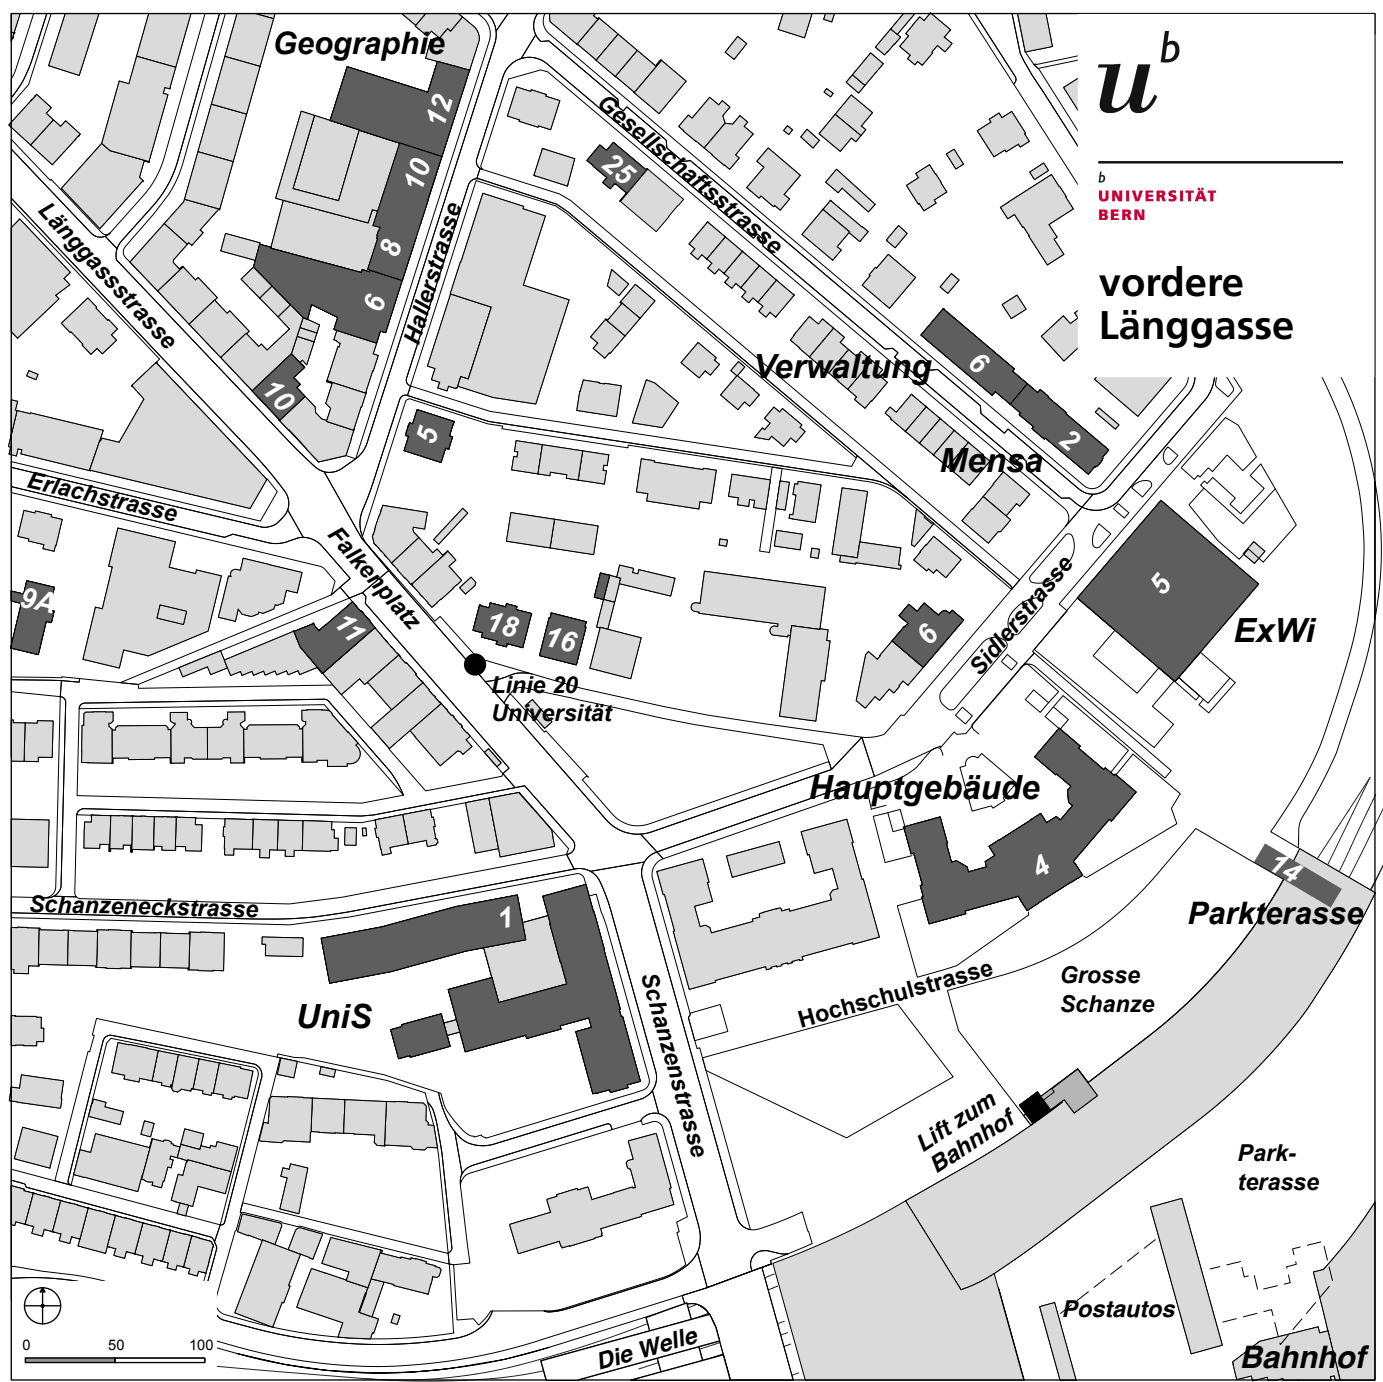 Geographie
12
10
8
6
10
Hallerstrasse
Länggassstrasse
Gesellschaftsstrasse
25
u
b
b
UNIVERSITÄT
BERN
vordere
Länggasse
Verwaltung
6
2
Mensa
5
Erlachstrasse
Falkenplatz
9A
11
18
16
Linie 20
Universität
6
Sidlerstrasse
5
ExWi
Hauptgebäude
4
14
Parkterasse
Schanzeneckstrasse
1
UniS
Schanzenstrasse
Hochschulstrasse
Grosse
Schanze
Lift zum
Bahnhof
Park-
terasse
Postautos
Bahnhof
Die Welle
0 50 100